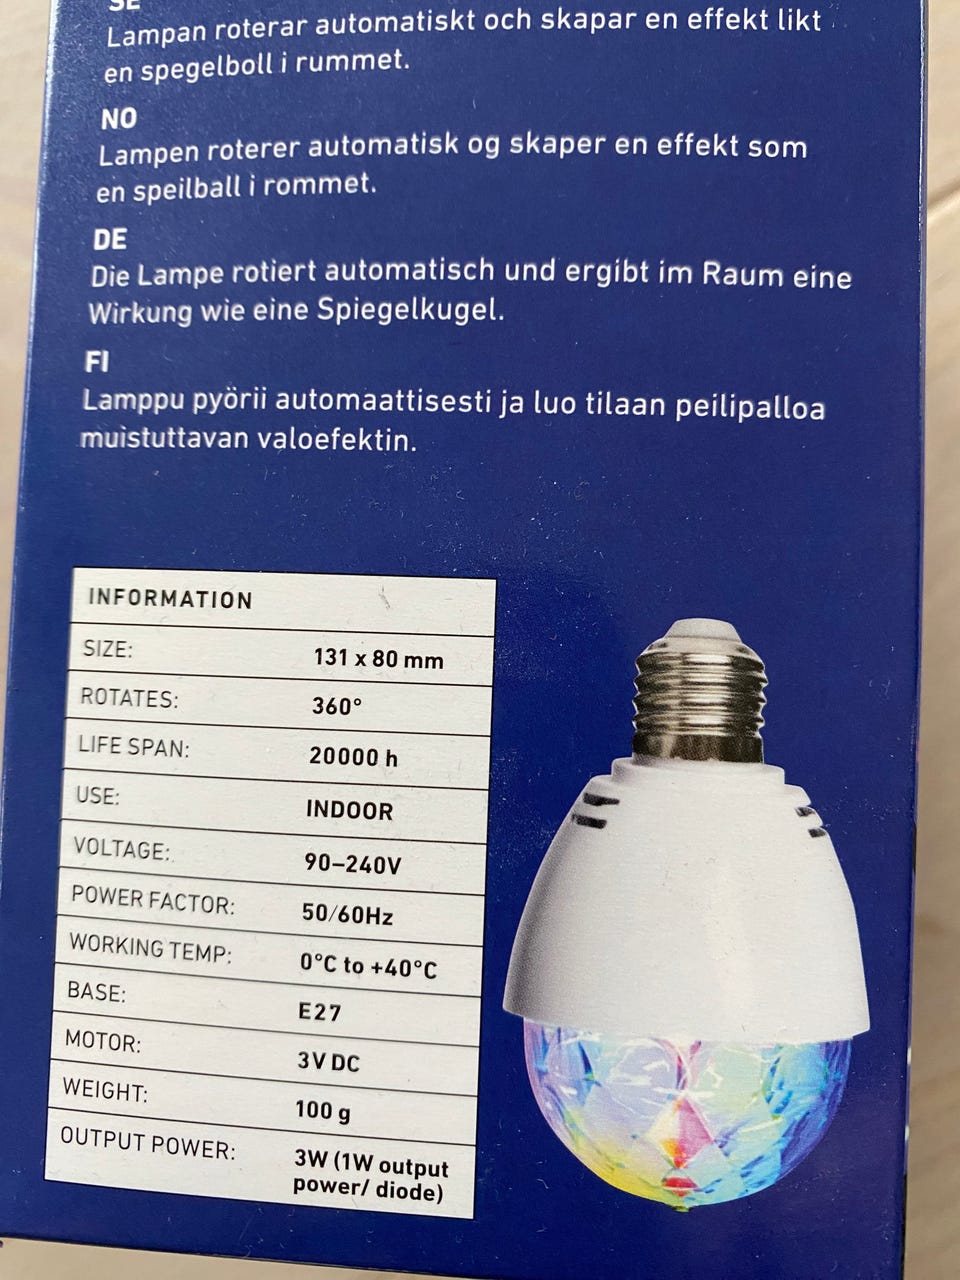 SE
Lampan roterar automatiskt och skapar en effekt likt
en spegelboll i rummet.
NO
Lampen roterer automatisk og skaper en effekt som
en speilball i rommet.
DE
Die Lampe rotiert automatisch und ergibt im Raum eine
Wirkung wie eine Spiegelkugel.
FI
Lamppu pyörii automaattisesti ja luo tilaan peilipalloa
muistuttavan valoefektin.
INFORMATION
SIZE: 131 x 80 mm
ROTATES: 360°
LIFE SPAN: 20000 h
USE: INDOOR
VOLTAGE: 90–240V
POWER FACTOR: 50/60Hz
WORKING TEMP: 0°C to +40°C
BASE: E27
MOTOR: 3V DC
WEIGHT: 100 g
OUTPUT POWER: 3W (1W output
power/ diode)